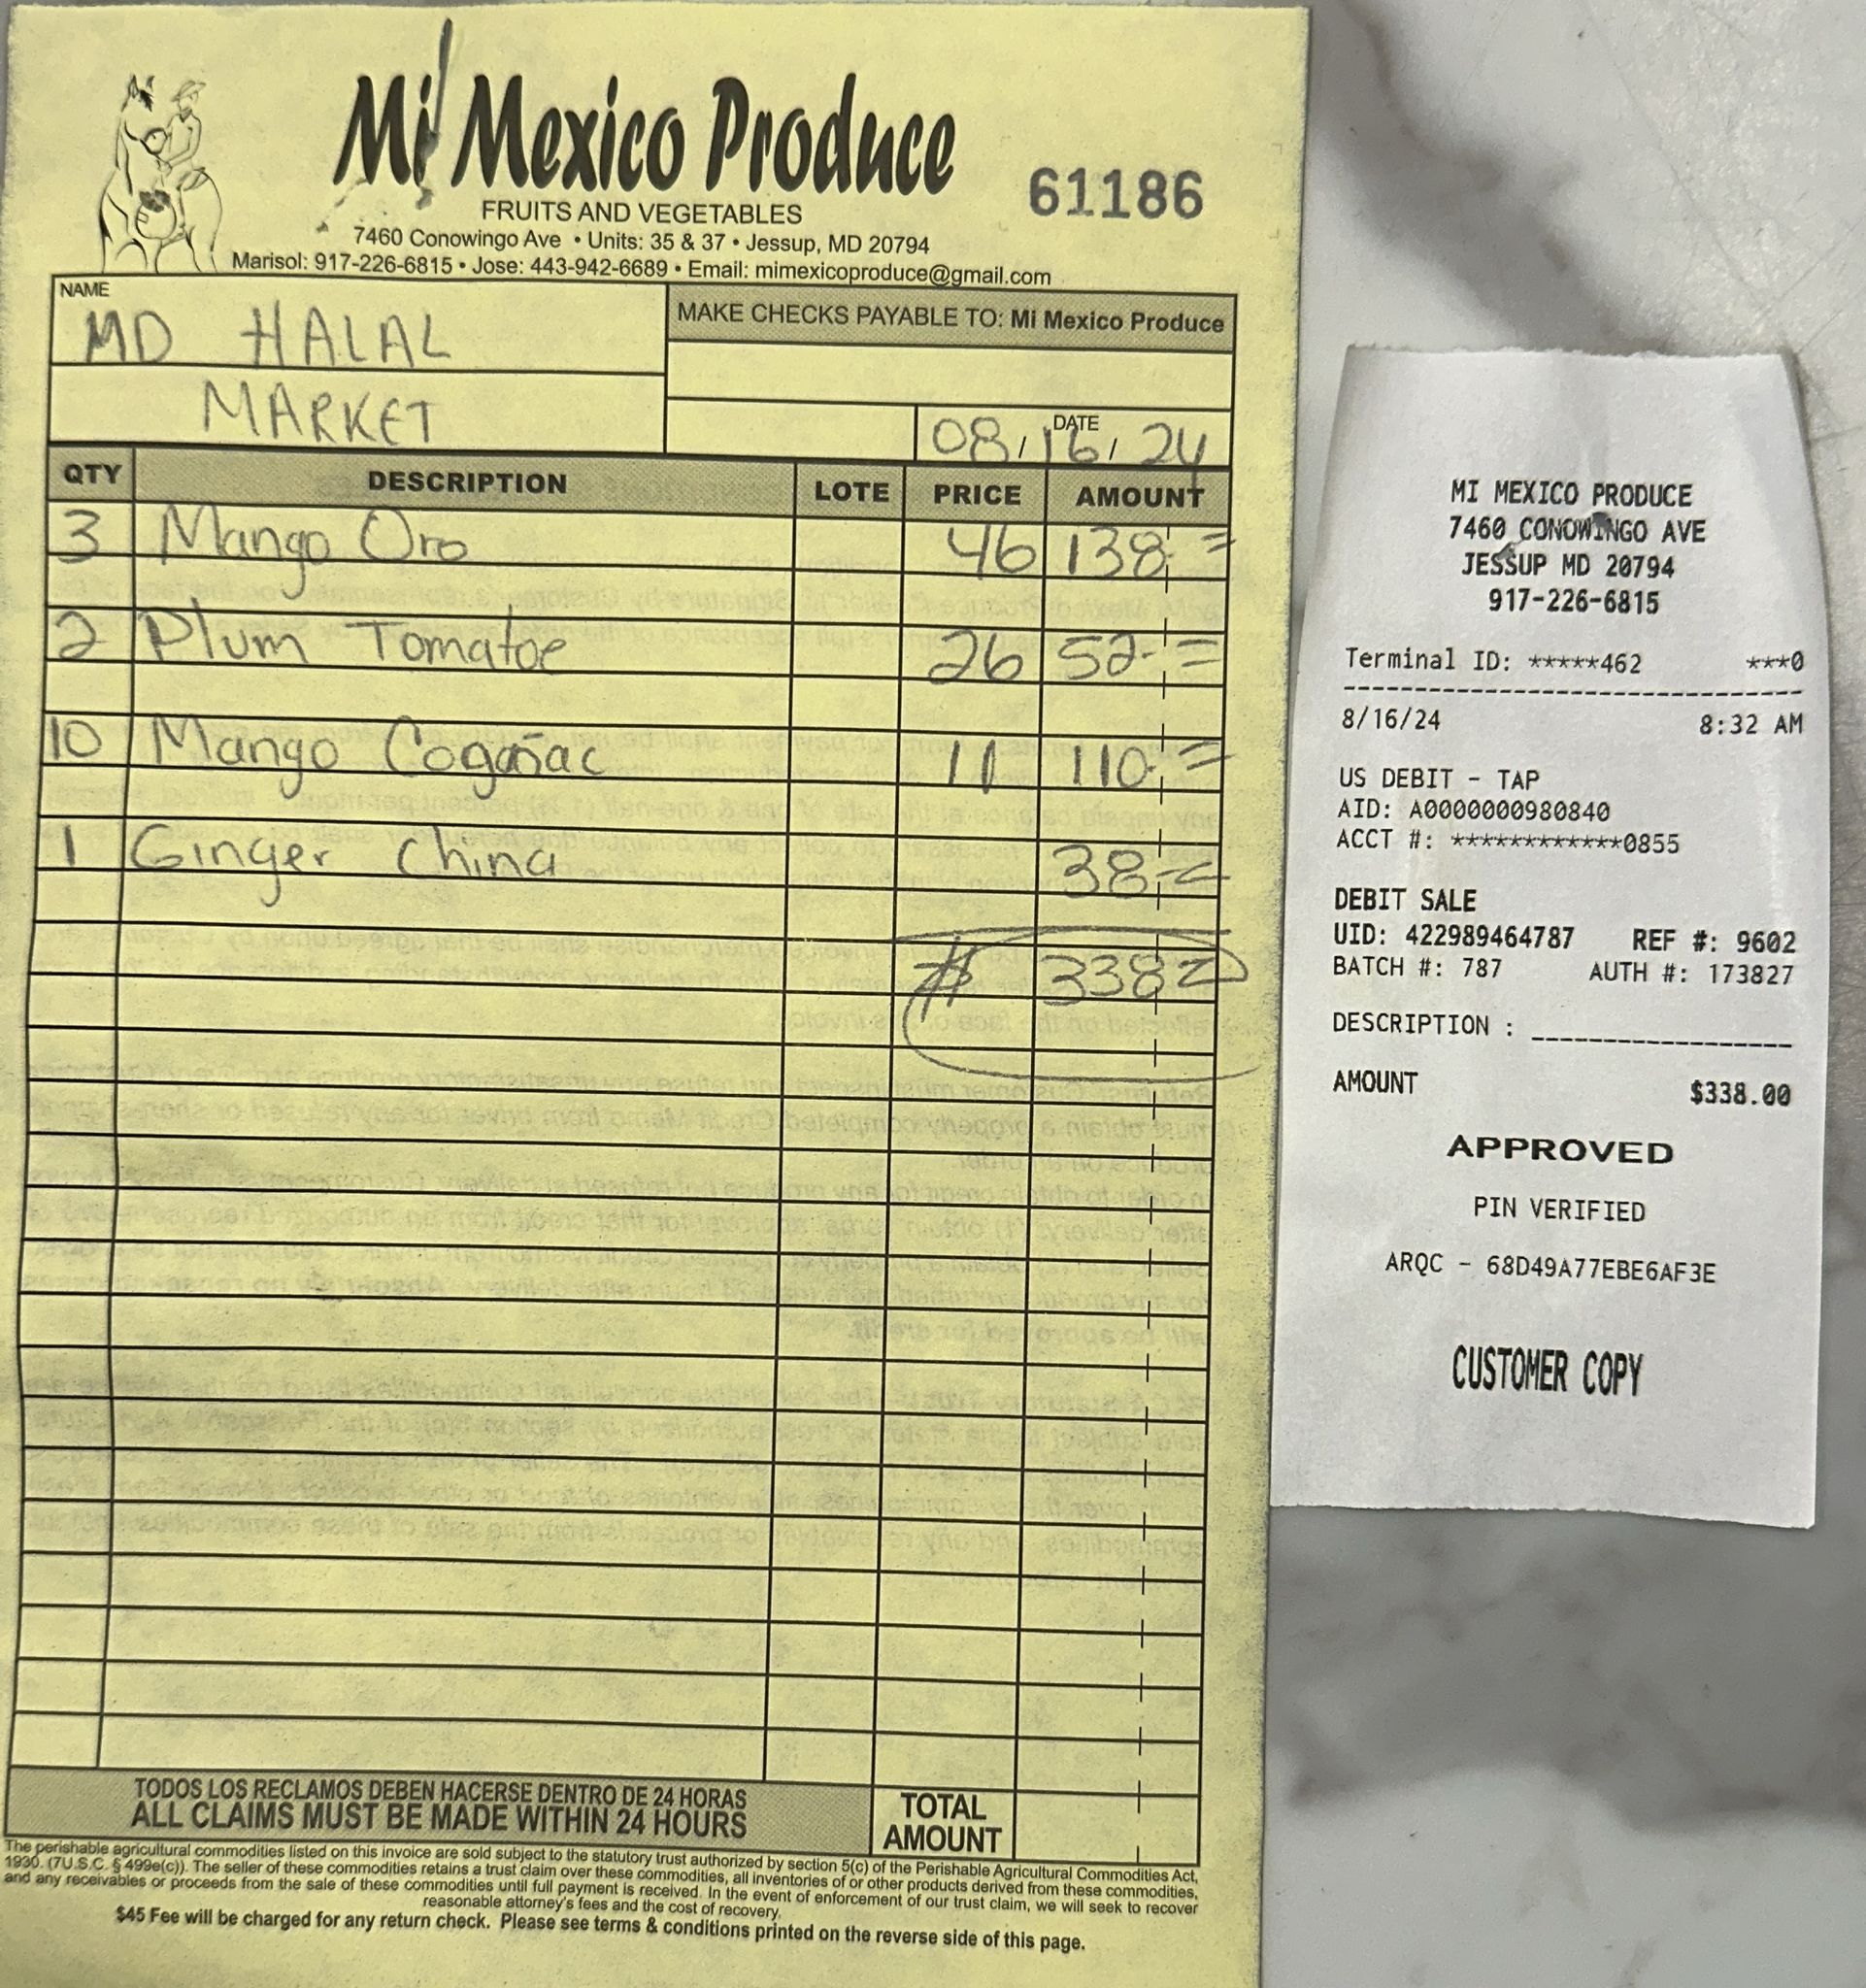 Mi Mexico Produce
61186
FRUITS AND VEGETABLES
7460 Conowingo Ave • Units: 35 & 37 • Jessup, MD 20794
Marisol: 917-226-6815 • Jose: 443-942-6689 • Email: mimexicoproduce@gmail.com
NAME
MD HALAL
MARKET
MAKE CHECKS PAYABLE TO: Mi Mexico Produce
DATE
08/16/24
QTY DESCRIPTION LOTE PRICE AMOUNT
3 Mango Oro 46 138.=
2 Plum Tomatoe 26 52.=
10 Mango Cogañac 11 110.=
1 Ginger China 38.=
$ 338=
TODOS LOS RECLAMOS DEBEN HACERSE DENTRO DE 24 HORAS
ALL CLAIMS MUST BE MADE WITHIN 24 HOURS
TOTAL
AMOUNT
The perishable agricultural commodities listed on this invoice are sold subject to the statutory trust authorized by section 5(c) of the Perishable Agricultural Commodities Act,
1930. (7U.S.C. § 499e(c)). The seller of these commodities retains a trust claim over these commodities, all inventories of or other products derived from these commodities,
and any receivables or proceeds from the sale of these commodities until full payment is received. In the event of enforcement of our trust claim, we will seek to recover
reasonable attorney's fees and the cost of recovery.
$45 Fee will be charged for any return check. Please see terms & conditions printed on the reverse side of this page.
MI MEXICO PRODUCE
7460 CONOWINGO AVE
JESSUP MD 20794
917-226-6815
Terminal ID: *****462 ***0
8/16/24 8:32 AM
US DEBIT - TAP
AID: A0000000980840
ACCT #: ************0855
DEBIT SALE
UID: 422989464787 REF #: 9602
BATCH #: 787 AUTH #: 173827
DESCRIPTION :
AMOUNT $338.00
APPROVED
PIN VERIFIED
ARQC - 68D49A77EBE6AF3E
CUSTOMER COPY